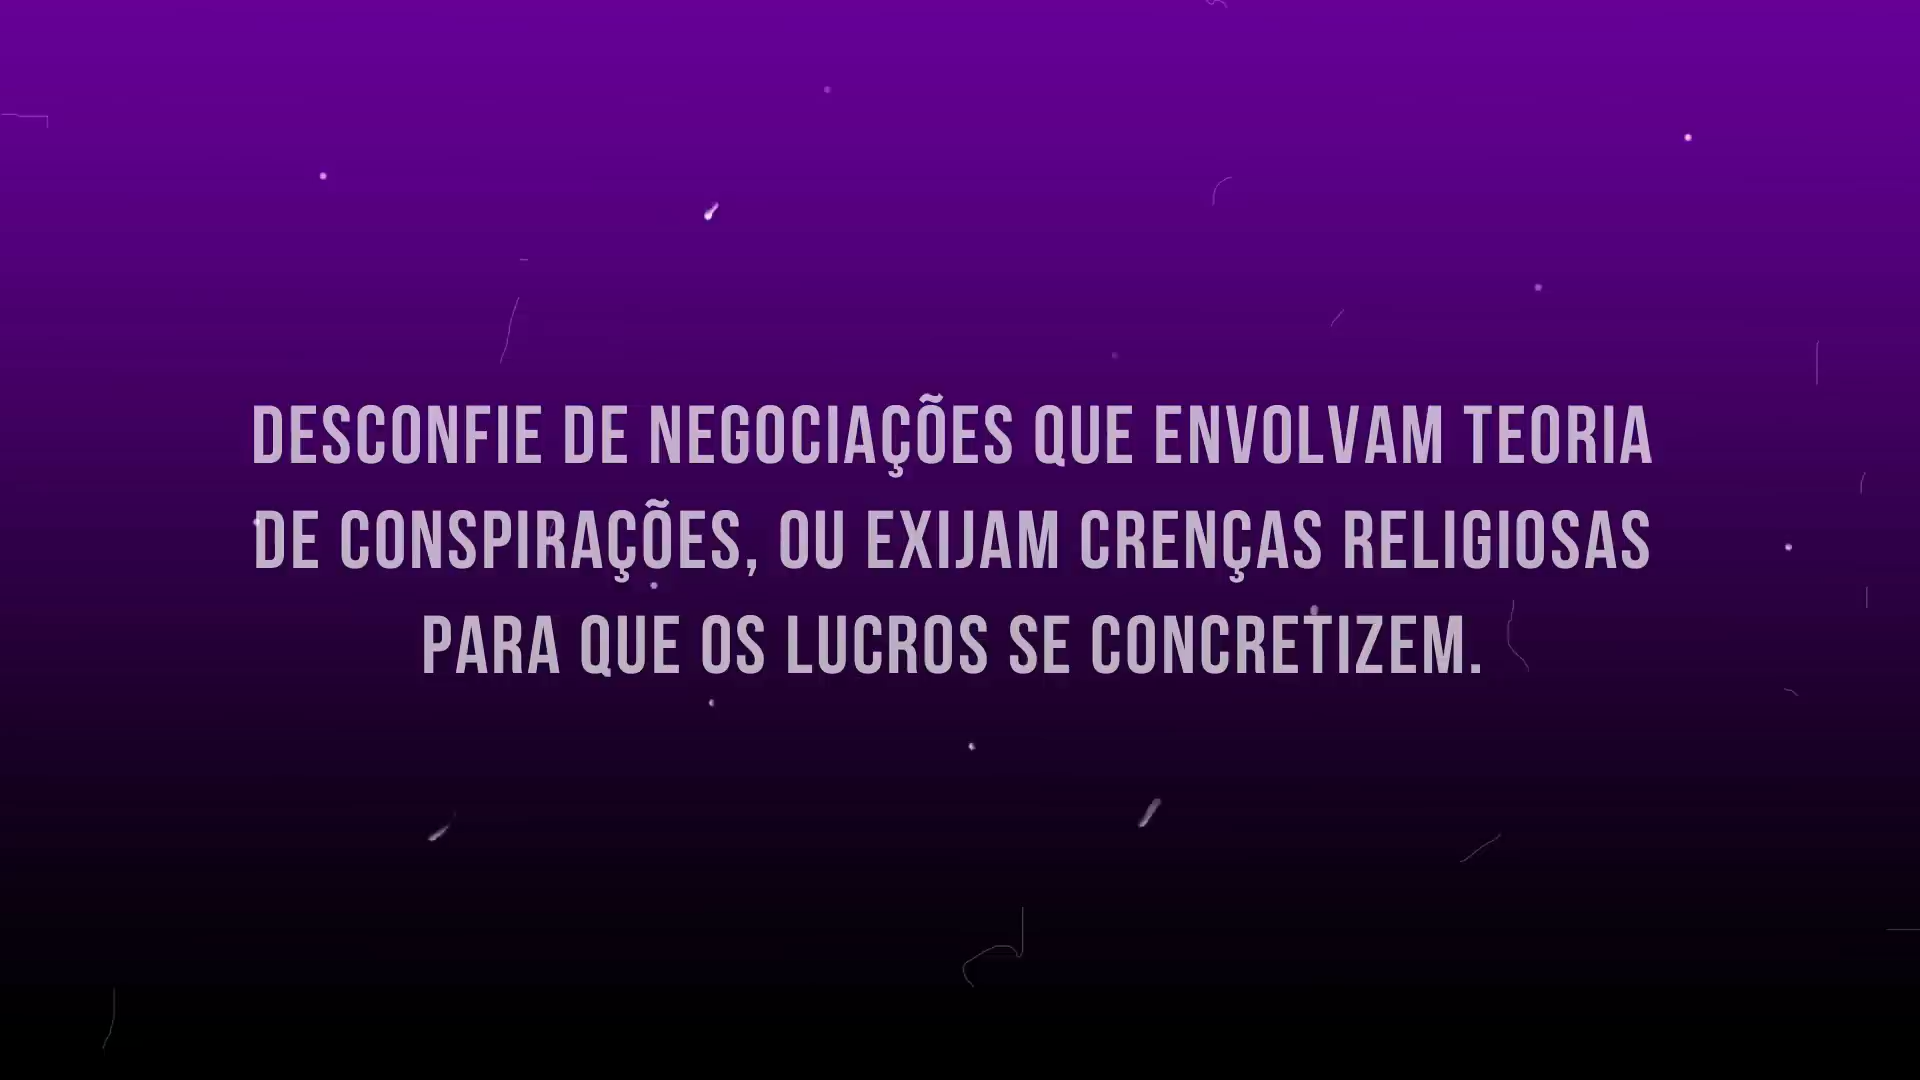 DESCONFIE DE NEGOCIAÇÕES QUE ENVOLVAM TEORIA
DE CONSPIRAÇÕES, OU EXIJAM CRENÇAS RELIGIOSAS
PARA QUE OS LUCROS SE CONCRETIZEM.